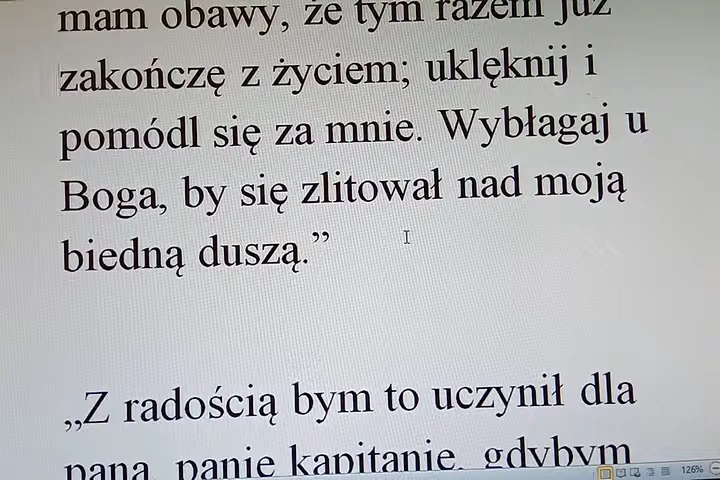 mam obawy, że tym razem już
zakończę z życiem; uklęknij i
pomódl się za mnie. Wybłagaj u
Boga, by się zlitował nad moją
biedną duszą.”
„Z radością bym to uczynił dla
pana, panie kapitanie, gdybym
126%